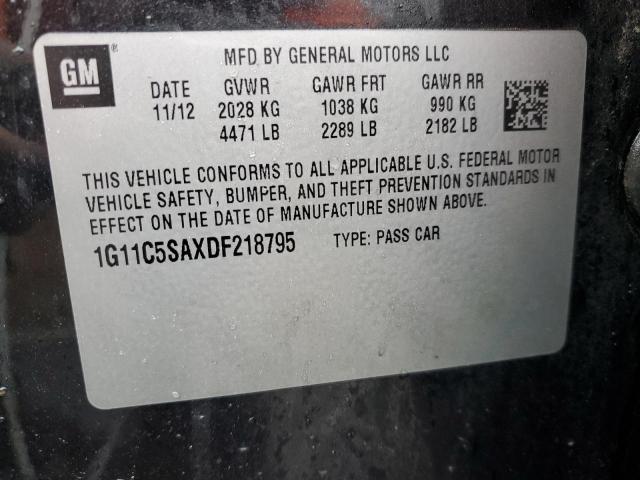 GM®
MFD BY GENERAL MOTORS LLC
DATE GVWR GAWR FRT GAWR RR
11/12 2028 KG 1038 KG 990 KG
4471 LB 2289 LB 2182 LB
THIS VEHICLE CONFORMS TO ALL APPLICABLE U.S. FEDERAL MOTOR
VEHICLE SAFETY, BUMPER, AND THEFT PREVENTION STANDARDS IN
EFFECT ON THE DATE OF MANUFACTURE SHOWN ABOVE.
1G11C5SAXDF218795 TYPE: PASS CAR